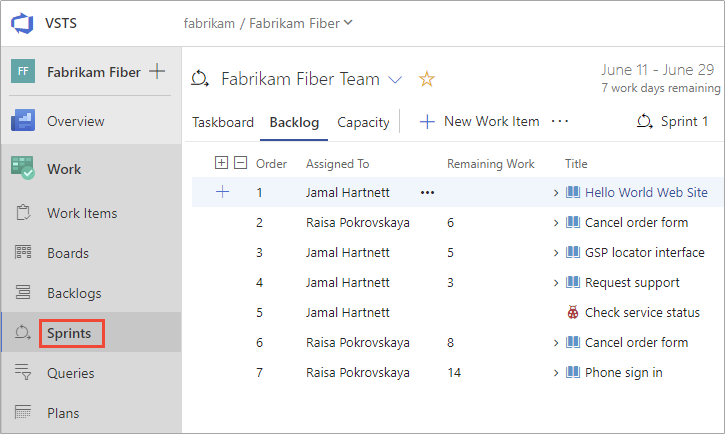 VSTS
fabrikam / Fabrikam Fiber
FF Fabrikam Fiber
Overview
Work
Work Items
Boards
Backlogs
Sprints
Queries
Plans
Fabrikam Fiber Team
June 11 - June 29
7 work days remaining
Taskboard Backlog Capacity New Work Item ··· Sprint 1
Order Assigned To Remaining Work Title
1 Jamal Hartnett ••• Hello World Web Site
2 Raisa Pokrovskaya 6 Cancel order form
3 Jamal Hartnett 5 GSP locator interface
4 Jamal Hartnett 3 Request support
5 Jamal Hartnett Check service status
6 Raisa Pokrovskaya 8 Cancel order form
7 Raisa Pokrovskaya 14 Phone sign in